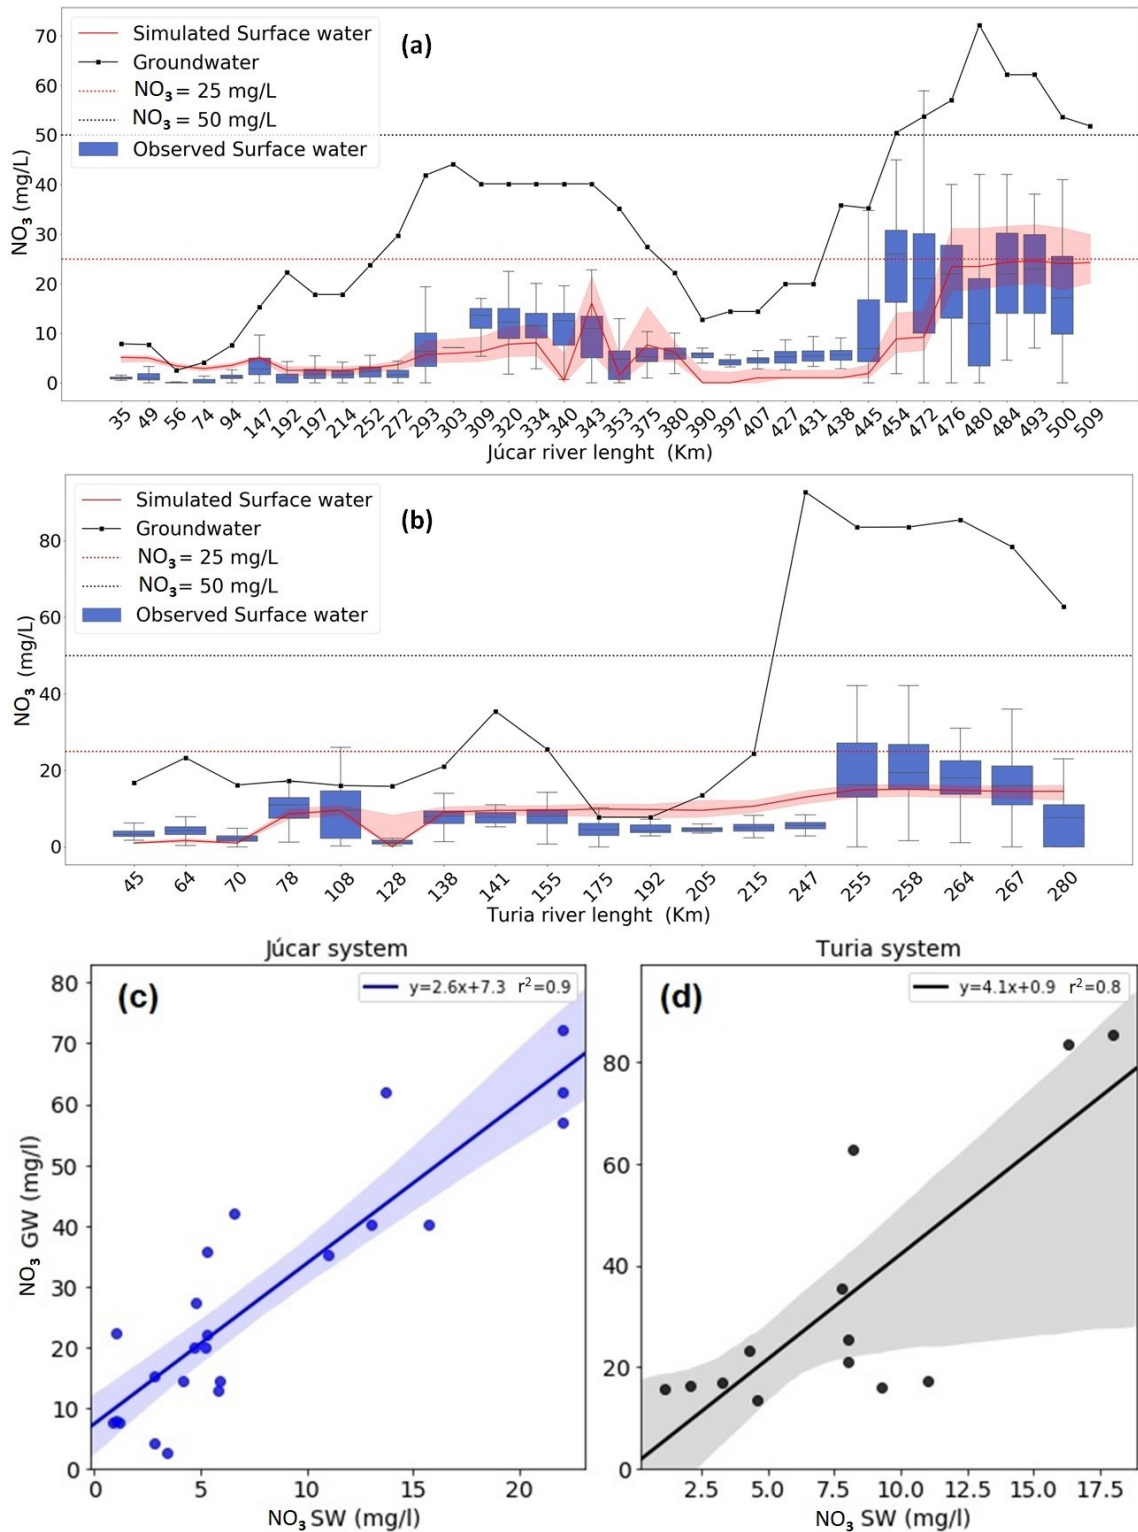 Simulated Surface water
Groundwater
NO3 = 25 mg/L
NO3 = 50 mg/L
Observed Surface water
(a)
NO3 (mg/L)
70
60
50
40
30
20
10
0
35 49 56 74 94 147 192 197 214 252 272 293 303 309 320 334 340 343 353 375 380 390 397 407 427 431 438 445 454 472 476 480 484 493 500 509
Júcar river lenght (Km)
Simulated Surface water
Groundwater
NO3= 25 mg/L
NO3= 50 mg/L
Observed Surface water
(b)
NO3 (mg/L)
80
60
40
20
0
45 64 70 78 108 128 138 141 155 175 192 205 215 247 255 258 264 267 280
Turia river lenght (Km)
Júcar system
(c)
y=2.6x+7.3 r²=0.9
NO3 GW (mg/l)
80
70
60
50
40
30
20
10
0
0 5 10 15 20
NO3 SW (mg/l)
Turia system
(d)
y=4.1x+0.9 r²=0.8
80
60
40
20
0
2.5 5.0 7.5 10.0 12.5 15.0 17.5
NO3 SW (mg/l)